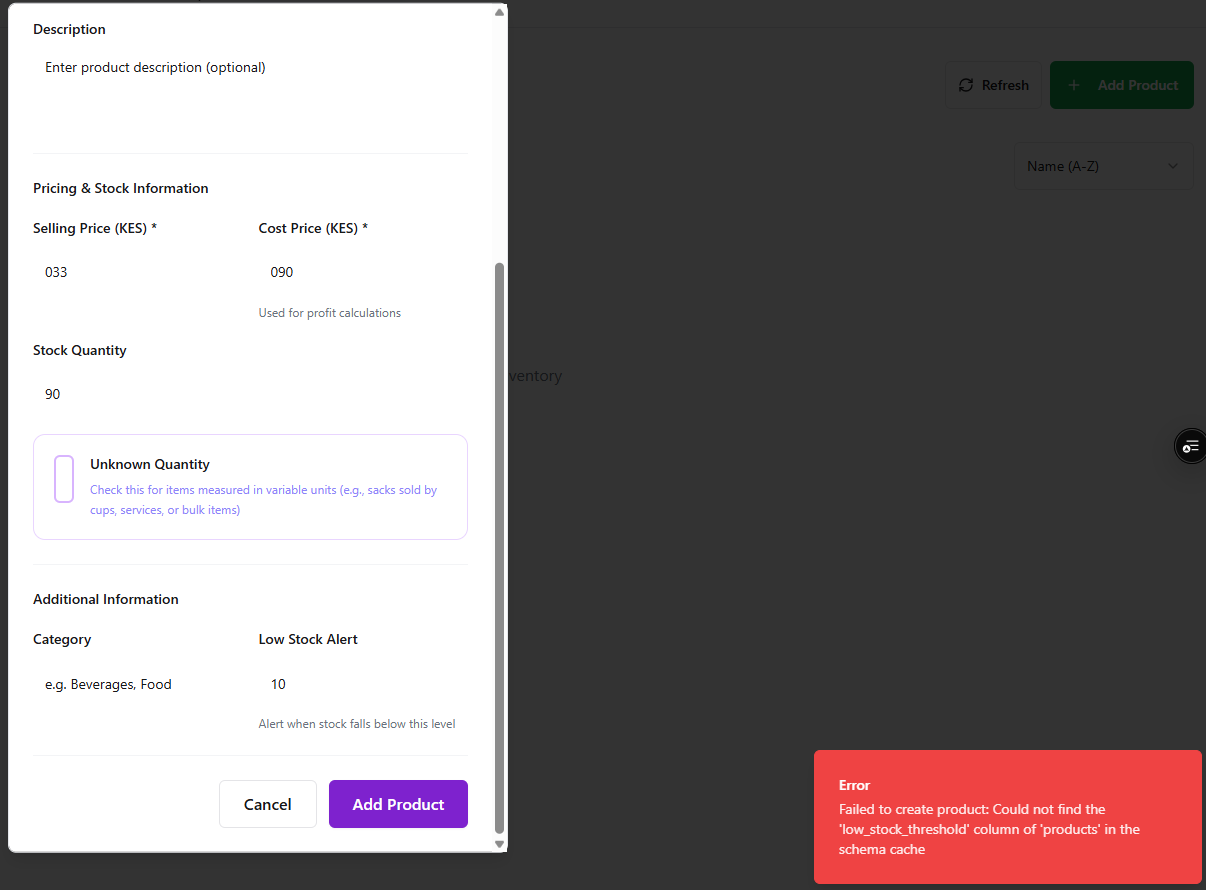 Description
Enter product description (optional)
Pricing & Stock Information
Selling Price (KES) *
Cost Price (KES) *
033
090
Used for profit calculations
Stock Quantity
90
Unknown Quantity
Check this for items measured in variable units (e.g., sacks sold by
cups, services, or bulk items)
Additional Information
Category
Low Stock Alert
e.g. Beverages, Food
10
Alert when stock falls below this level
Cancel
Add Product
Refresh
+ Add Product
Name (A-Z)
ventory
Error
Failed to create product: Could not find the
'low_stock_threshold' column of 'products' in the
schema cache